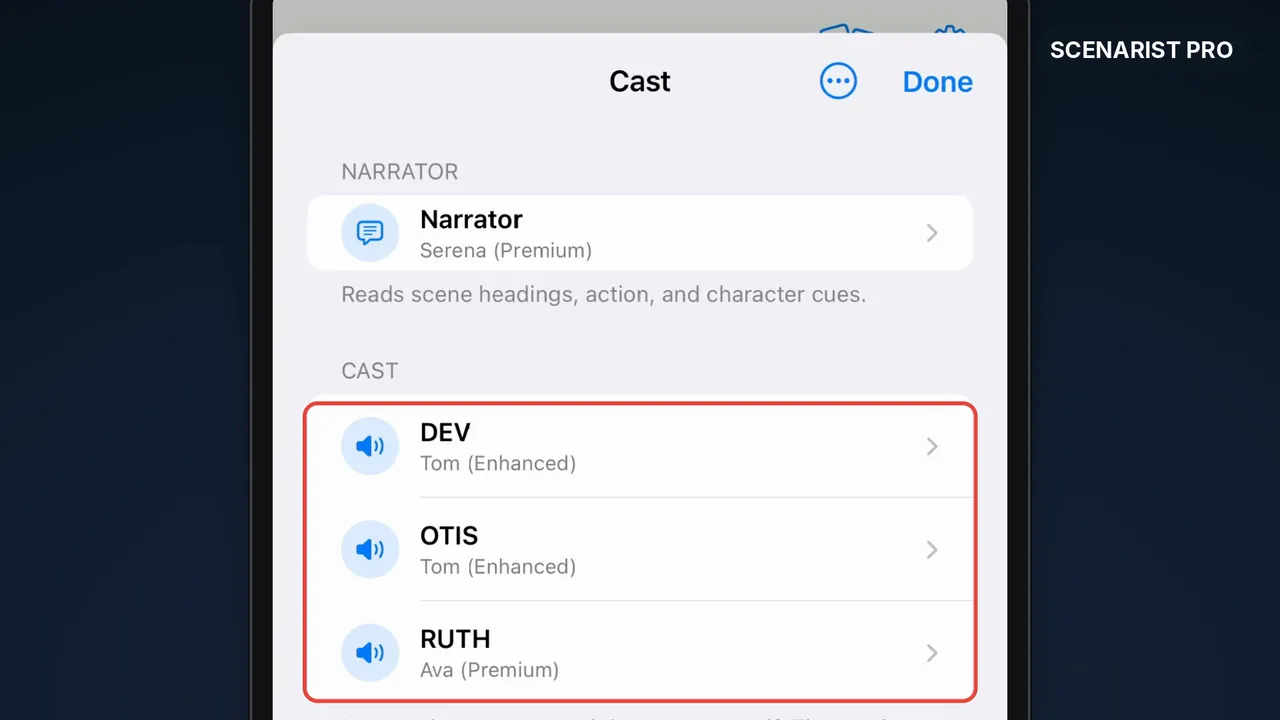 SCENARIST PRO
Cast
Done
NARRATOR
Narrator
Serena (Premium)
Reads scene headings, action, and character cues.
CAST
DEV
Tom (Enhanced)
OTIS
Tom (Enhanced)
RUTH
Ava (Premium)